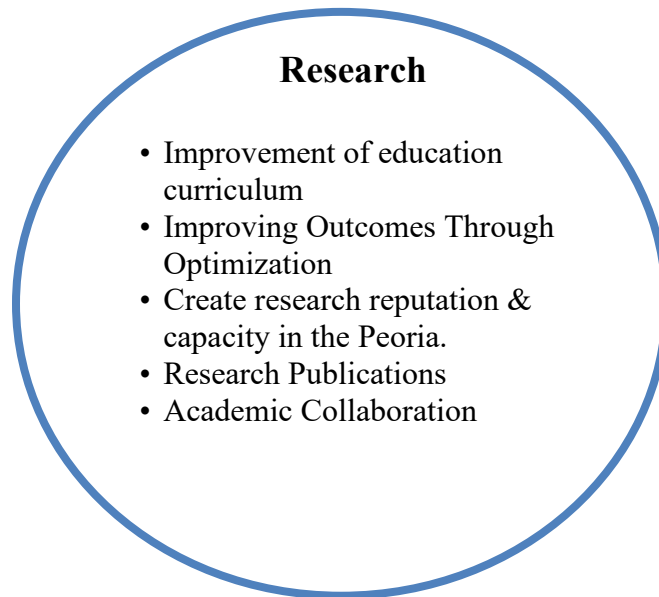 Research
• Improvement of education
curriculum
• Improving Outcomes Through
Optimization
• Create research reputation &
capacity in the Peoria.
• Research Publications
• Academic Collaboration